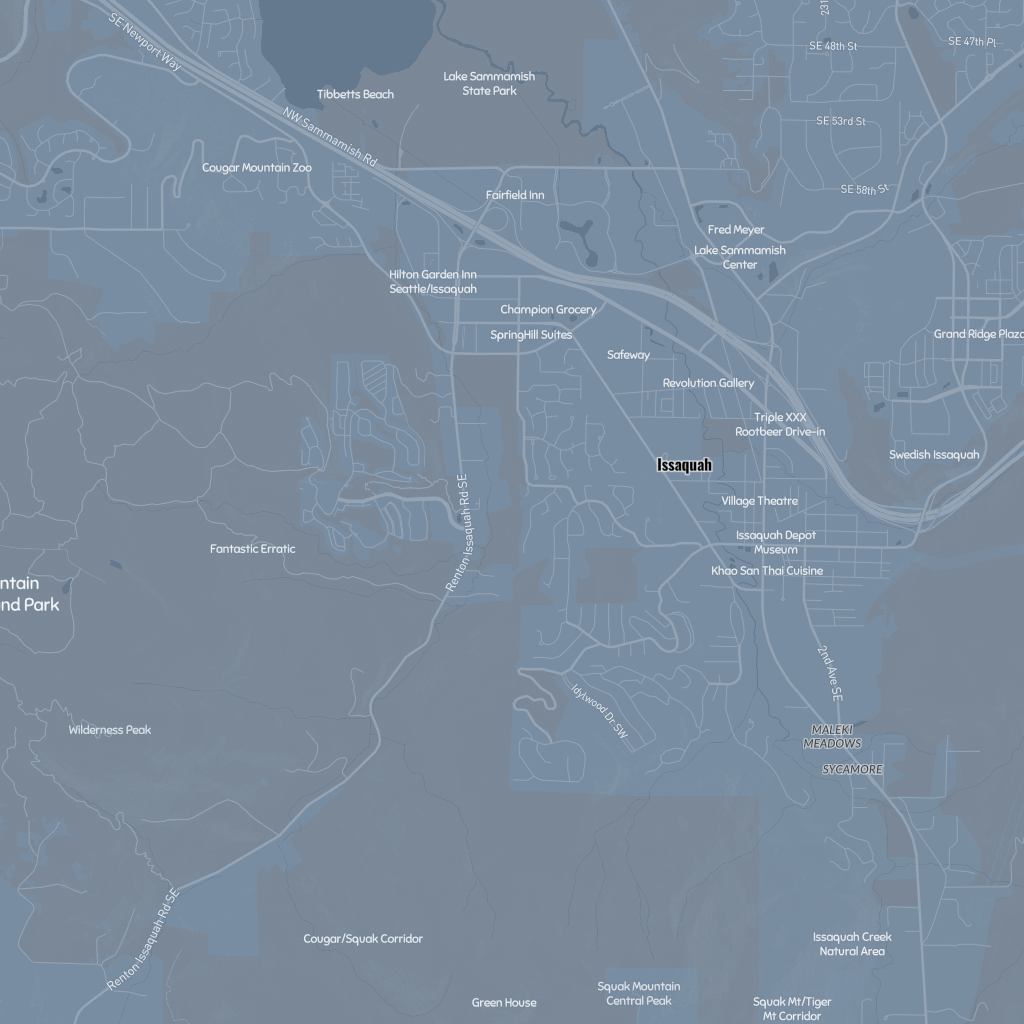 231
SE Newport Way
SE 48th St
SE 47th Pl
Lake Sammamish
State Park
Tibbetts Beach
NW Sammamish Rd
SE 53rd St
Cougar Mountain Zoo
SE 58th St
Fairfield Inn
Fred Meyer
Lake Sammamish
Center
Hilton Garden Inn
Seattle/Issaquah
Champion Grocery
SpringHill Suites
Grand Ridge Plaza
Safeway
Revolution Gallery
Triple XXX
Rootbeer Drive-in
Swedish Issaquah
Issaquah
Village Theatre
Renton Issaquah Rd SE
Issaquah Depot
Museum
Fantastic Erratic
Khao San Thai Cuisine
ntain
nd Park
2nd Ave SE
Idylwood Dr SW
Wilderness Peak
MALEKI
MEADOWS
SYCAMORE
Renton Issaquah Rd SE
Cougar/Squak Corridor
Issaquah Creek
Natural Area
Squak Mountain
Central Peak
Green House
Squak Mt/Tiger
Mt Corridor